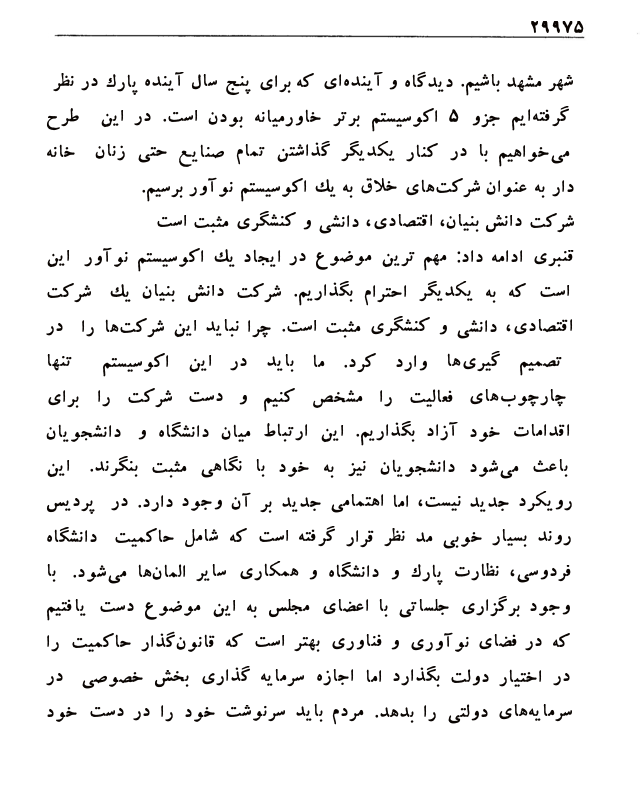 ۲۹۹۷۵
شهر مشهد باشیم. دیدگاه و آینده‌ای که برای پنج سال آینده پارك در نظر
گرفته‌ایم جزو ۵ اکوسیستم برتر خاورمیانه بودن است. در این طرح
می‌خواهیم با در کنار یکدیگر گذاشتن تمام صنایع حتی زنان خانه
دار به عنوان شرکت‌های خلاق به یك اکوسیستم نوآور برسیم.
شرکت دانش بنیان، اقتصادی، دانشی و کنشگری مثبت است
قنبری ادامه داد: مهم ترین موضوع در ایجاد یك اکوسیستم نوآور این
است که به یکدیگر احترام بگذاریم. شرکت دانش بنیان یك شرکت
اقتصادی، دانشی و کنشگری مثبت است. چرا نباید این شرکت‌ها را در
تصمیم گیری‌ها وارد کرد. ما باید در این اکوسیستم تنها
چارچوب‌های فعالیت را مشخص کنیم و دست شرکت را برای
اقدامات خود آزاد بگذاریم. این ارتباط میان دانشگاه و دانشجویان
باعث می‌شود دانشجویان نیز به خود با نگاهی مثبت بنگرند. این
رویکرد جدید نیست، اما اهتمامی جدید بر آن وجود دارد. در پردیس
روند بسیار خوبی مد نظر قرار گرفته است که شامل حاکمیت دانشگاه
فردوسی، نظارت پارك و دانشگاه و همکاری سایر المان‌ها می‌شود. با
وجود برگزاری جلساتی با اعضای مجلس به این موضوع دست یافتیم
که در فضای نوآوری و فناوری بهتر است که قانون‌گذار حاکمیت را
در اختیار دولت بگذارد اما اجازه سرمایه گذاری بخش خصوصی در
سرمایه‌های دولتی را بدهد. مردم باید سرنوشت خود را در دست خود